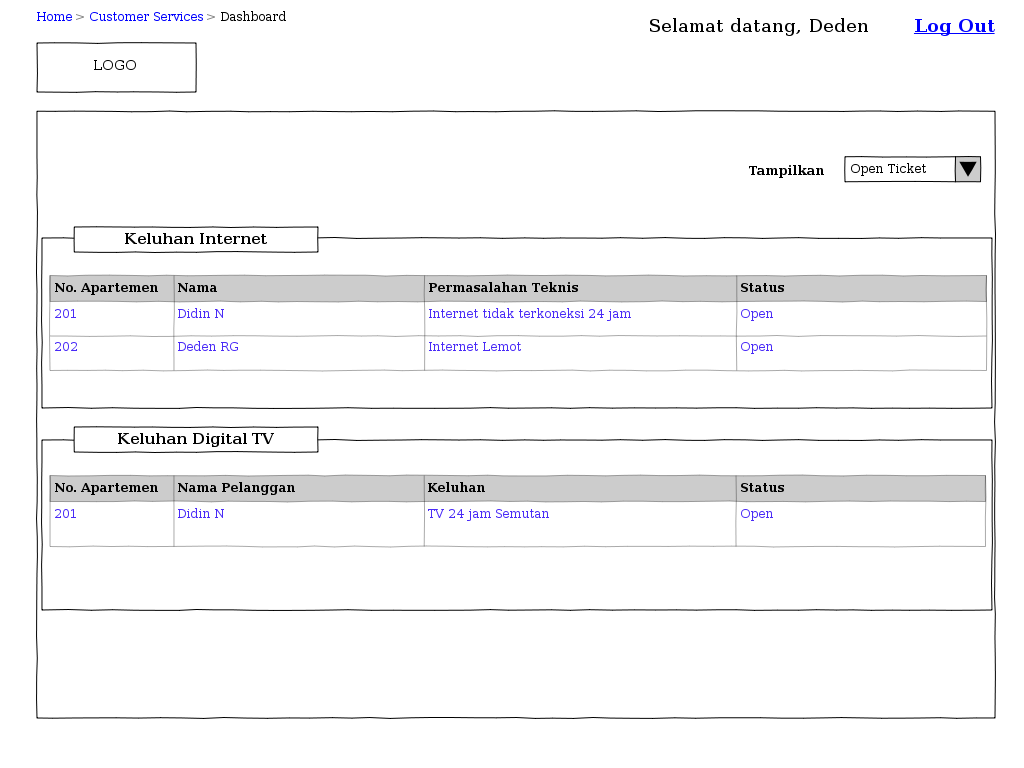 Home > Customer Services > Dashboard
Selamat datang, Deden Log Out
LOGO
Tampilkan Open Ticket
Keluhan Internet
No. Apartemen Nama Permasalahan Teknis Status
201 Didin N Internet tidak terkoneksi 24 jam Open
202 Deden RG Internet Lemot Open
Keluhan Digital TV
No. Apartemen Nama Pelanggan Keluhan Status
201 Didin N TV 24 jam Semutan Open